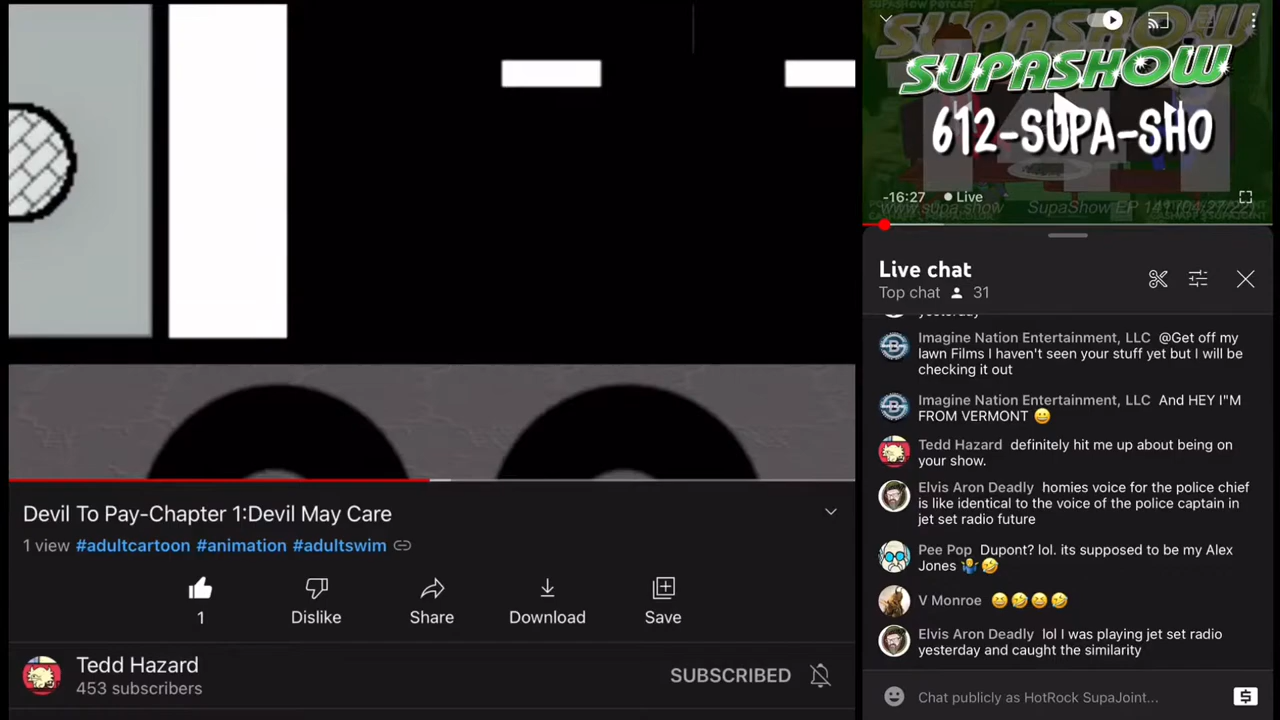 Devil To Pay-Chapter 1:Devil May Care
1 view #adultcartoon #animation #adultswim
1
Dislike
Share
Download
Save
Tedd Hazard
453 subscribers
SUBSCRIBED
SUPASHOW
SUPASHOW
612-SUPA-SHO
-16:27
Live
www.supa.show
SupaShow EP 141 (04/27/22)
Live chat
Top chat 31
yesterday
Imagine Nation Entertainment, LLC @Get off my
lawn Films I haven't seen your stuff yet but I will be
checking it out
Imagine Nation Entertainment, LLC And HEY I"M
FROM VERMONT 😀
Tedd Hazard definitely hit me up about being on
your show.
Elvis Aron Deadly homies voice for the police chief
is like identical to the voice of the police captain in
jet set radio future
Pee Pop Dupont? lol. its supposed to be my Alex
Jones 🤷‍♂️🤣
V Monroe 😆🤣😆🤣
Elvis Aron Deadly lol I was playing jet set radio
yesterday and caught the similarity
Chat publicly as HotRock SupaJoint...